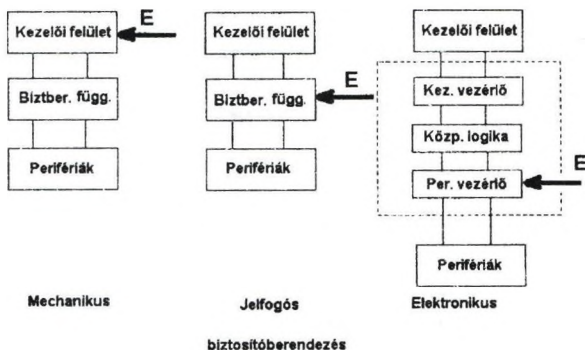 E
Kezelői felület
Biztber. függ.
Perifériák
Mechanikus
Kezelői felület
E
Biztber. függ.
Perifériák
Jelfogós
Kezelői felület
Kez. vezérlő
Közp. logika
E
Per. vezérlő
Perifériák
Elektronikus
biztosítóberendezés